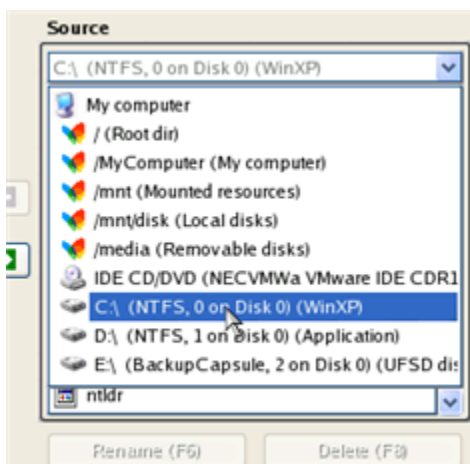 Source
C:\ (NTFS, 0 on Disk 0) (WinXP)
My computer
/ (Root dir)
/MyComputer (My computer)
/mnt (Mounted resources)
/mnt/disk (Local disks)
/media (Removable disks)
IDE CD/DVD (NECVMWa VMware IDE CDR1
C:\ (NTFS, 0 on Disk 0) (WinXP)
D:\ (NTFS, 1 on Disk 0) (Application)
E:\ (BackupCapsule, 2 on Disk 0) (UFSD dis
ntldr
Rename (F6) Delete (F8)